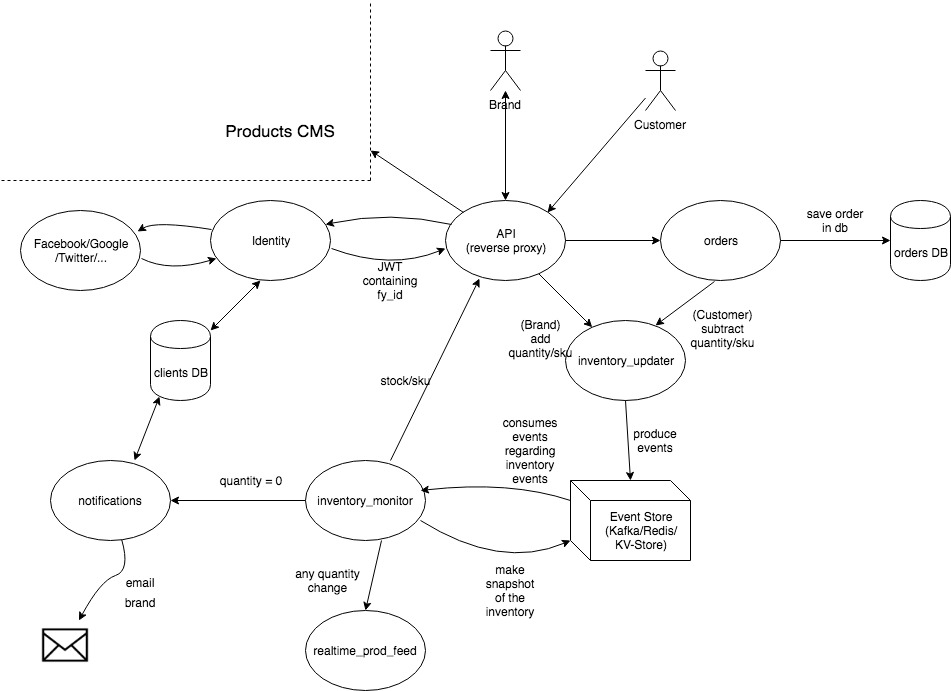 Brand
Customer
Products CMS
Facebook/Google
/Twitter/...
Identity
API
(reverse proxy)
orders
save order
in db
orders DB
JWT
containing
fy_id
(Brand)
add
quantity/sku
(Customer)
subtract
quantity/sku
inventory_updater
clients DB
stock/sku
produce
events
consumes
events
regarding
inventory
events
notifications
quantity = 0
inventory_monitor
Event Store
(Kafka/Redis/
KV-Store)
any quantity
change
make
snapshot
of the
inventory
email
brand
realtime_prod_feed